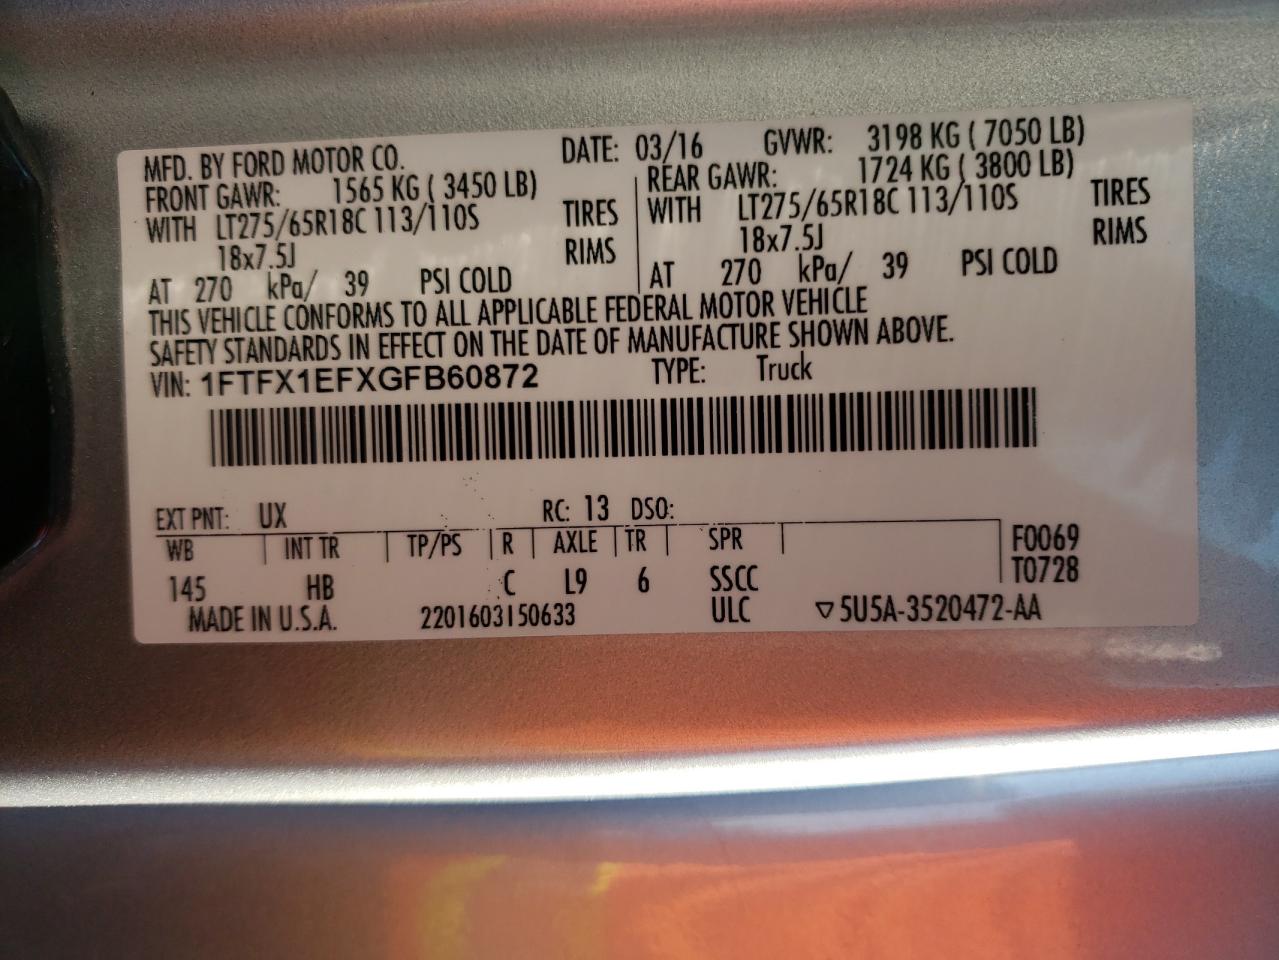 MFD. BY FORD MOTOR CO. DATE: 03/16 GVWR: 3198 KG ( 7050 LB)
FRONT GAWR: 1565 KG ( 3450 LB) REAR GAWR: 1724 KG ( 3800 LB)
WITH LT275/65R18C 113/110S TIRES WITH LT275/65R18C 113/110S TIRES
18x7.5J RIMS 18x7.5J RIMS
AT 270 kPa/ 39 PSI COLD AT 270 kPa/ 39 PSI COLD
THIS VEHICLE CONFORMS TO ALL APPLICABLE FEDERAL MOTOR VEHICLE
SAFETY STANDARDS IN EFFECT ON THE DATE OF MANUFACTURE SHOWN ABOVE.
VIN: 1FTFX1EFXGFB60872 TYPE: Truck
EXT PNT: UX RC: 13 DSO:
WB INT TR TP/PS R AXLE TR SPR F0069
145 HB C L9 6 SSCC T0728
MADE IN U.S.A. 2201603150633 ULC ▽5U5A-3520472-AA